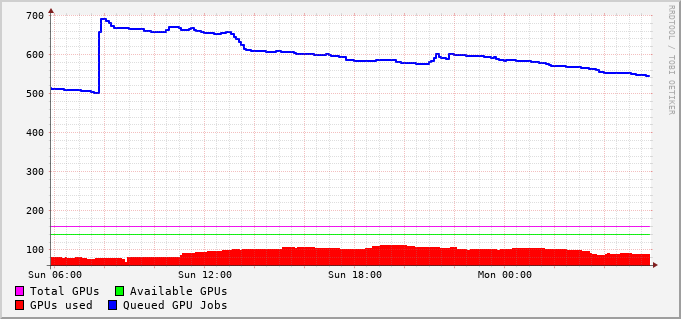 700
600
500
400
300
200
100
Sun 06:00 Sun 12:00 Sun 18:00 Mon 00:00
Total GPUs Available GPUs
GPUs used Queued GPU Jobs
RRDTOOL / TOBI OETIKER